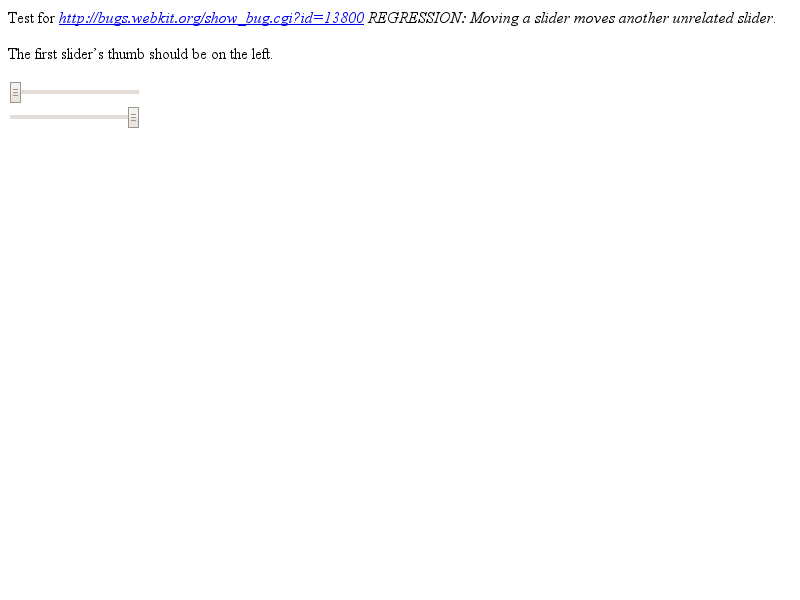 Test for http://bugs.webkit.org/show_bug.cgi?id=13800 REGRESSION: Moving a slider moves another unrelated slider.
The first slider’s thumb should be on the left.